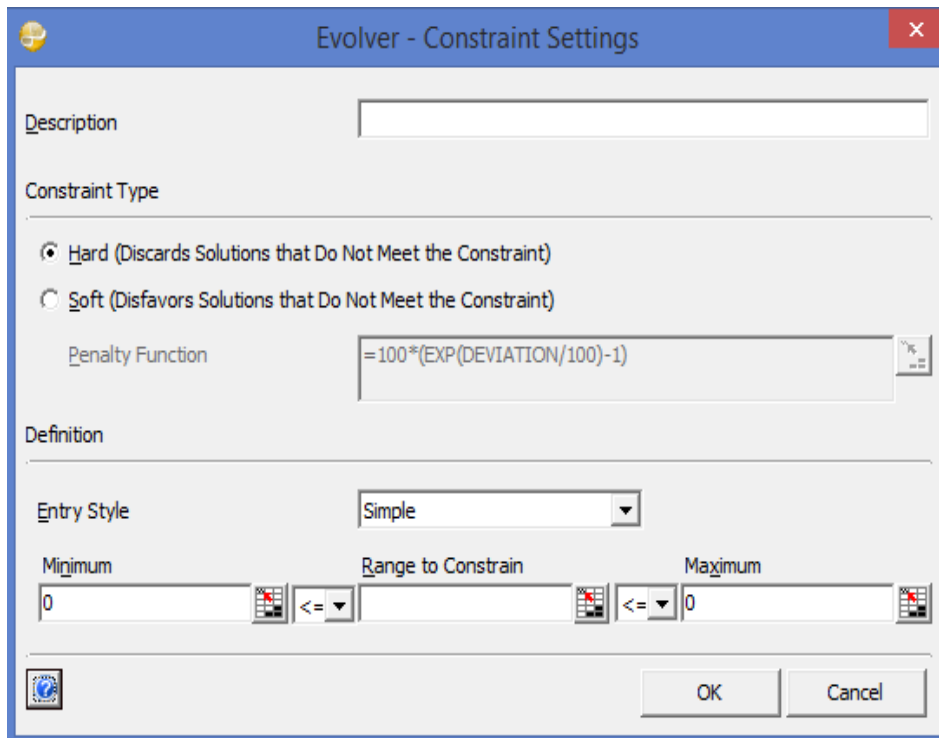 Evolver - Constraint Settings
Description
Constraint Type
Hard (Discards Solutions that Do Not Meet the Constraint)
Soft (Disfavors Solutions that Do Not Meet the Constraint)
Penalty Function =100*(EXP(DEVIATION/100)-1)
Definition
Entry Style Simple
Minimum Range to Constrain Maximum
0 <= <= 0
OK Cancel